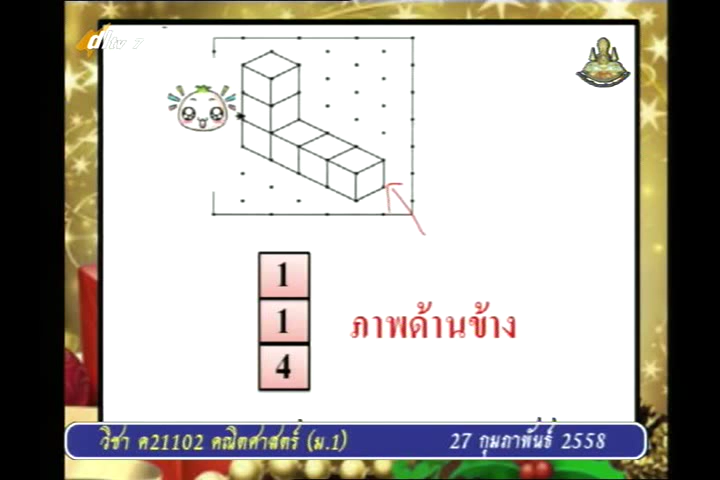 dltv 7
1
1
4
ภาพด้านข้าง
วิชา ค21102 คณิตศาสตร์ (ม.1)
27 กุมภาพันธ์ 2558